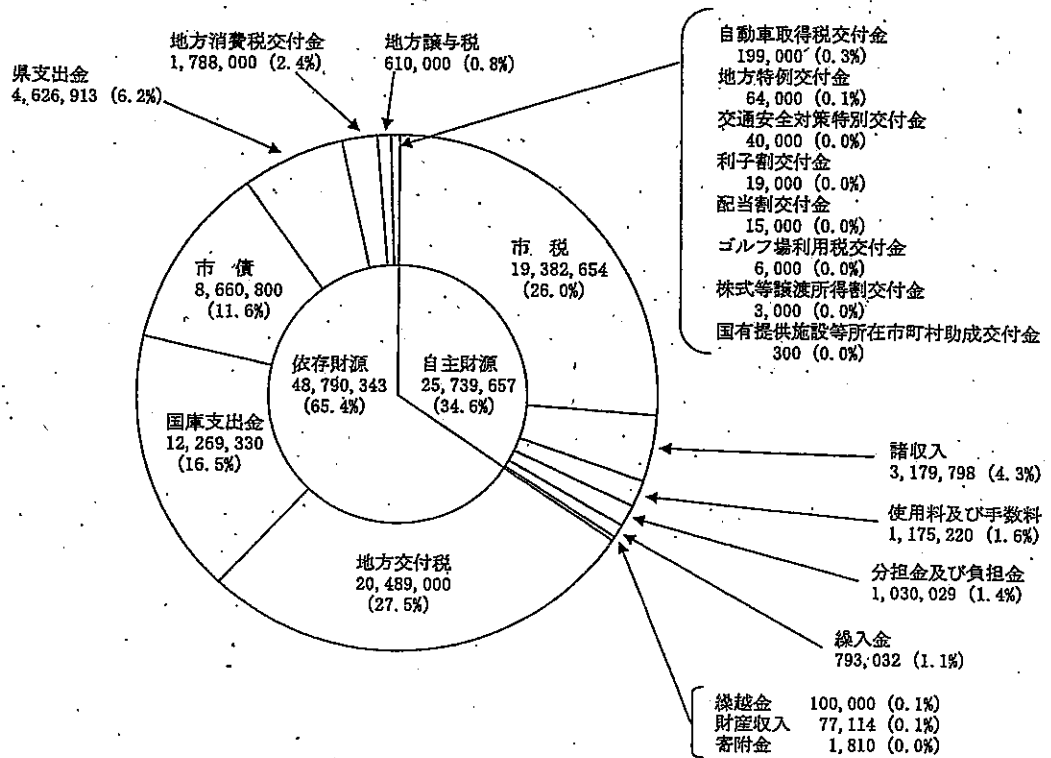 地方消費税交付金
1,788,000 (2.4%)
地方譲与税
610,000 (0.8%)
県支出金
4,626,913 (6.2%)
自動車取得税交付金
199,000 (0.3%)
地方特例交付金
64,000 (0.1%)
交通安全対策特別交付金
40,000 (0.0%)
利子割交付金
19,000 (0.0%)
配当割交付金
15,000 (0.0%)
ゴルフ場利用税交付金
6,000 (0.0%)
株式等譲渡所得割交付金
3,000 (0.0%)
国有提供施設等所在市町村助成交付金
300 (0.0%)
市 税
19,382,654
(26.0%)
市 債
8,660,800
(11.6%)
依存財源
48,790,343
(65.4%)
自主財源
25,739,657
(34.6%)
国庫支出金
12,269,330
(16.5%)
地方交付税
20,489,000
(27.5%)
諸収入
3,179,798 (4.3%)
使用料及び手数料
1,175,220 (1.6%)
分担金及び負担金
1,030,029 (1.4%)
繰入金
793,032 (1.1%)
繰越金 100,000 (0.1%)
財産収入 77,114 (0.1%)
寄附金 1,810 (0.0%)